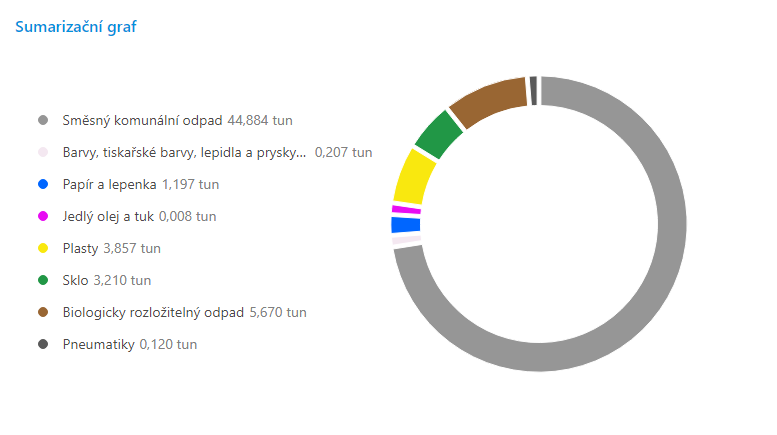 Sumarizační graf
Směsný komunální odpad 44,884 tun
Barvy, tiskařské barvy, lepidla a prysky... 0,207 tun
Papír a lepenka 1,197 tun
Jedlý olej a tuk 0,008 tun
Plasty 3,857 tun
Sklo 3,210 tun
Biologicky rozložitelný odpad 5,670 tun
Pneumatiky 0,120 tun